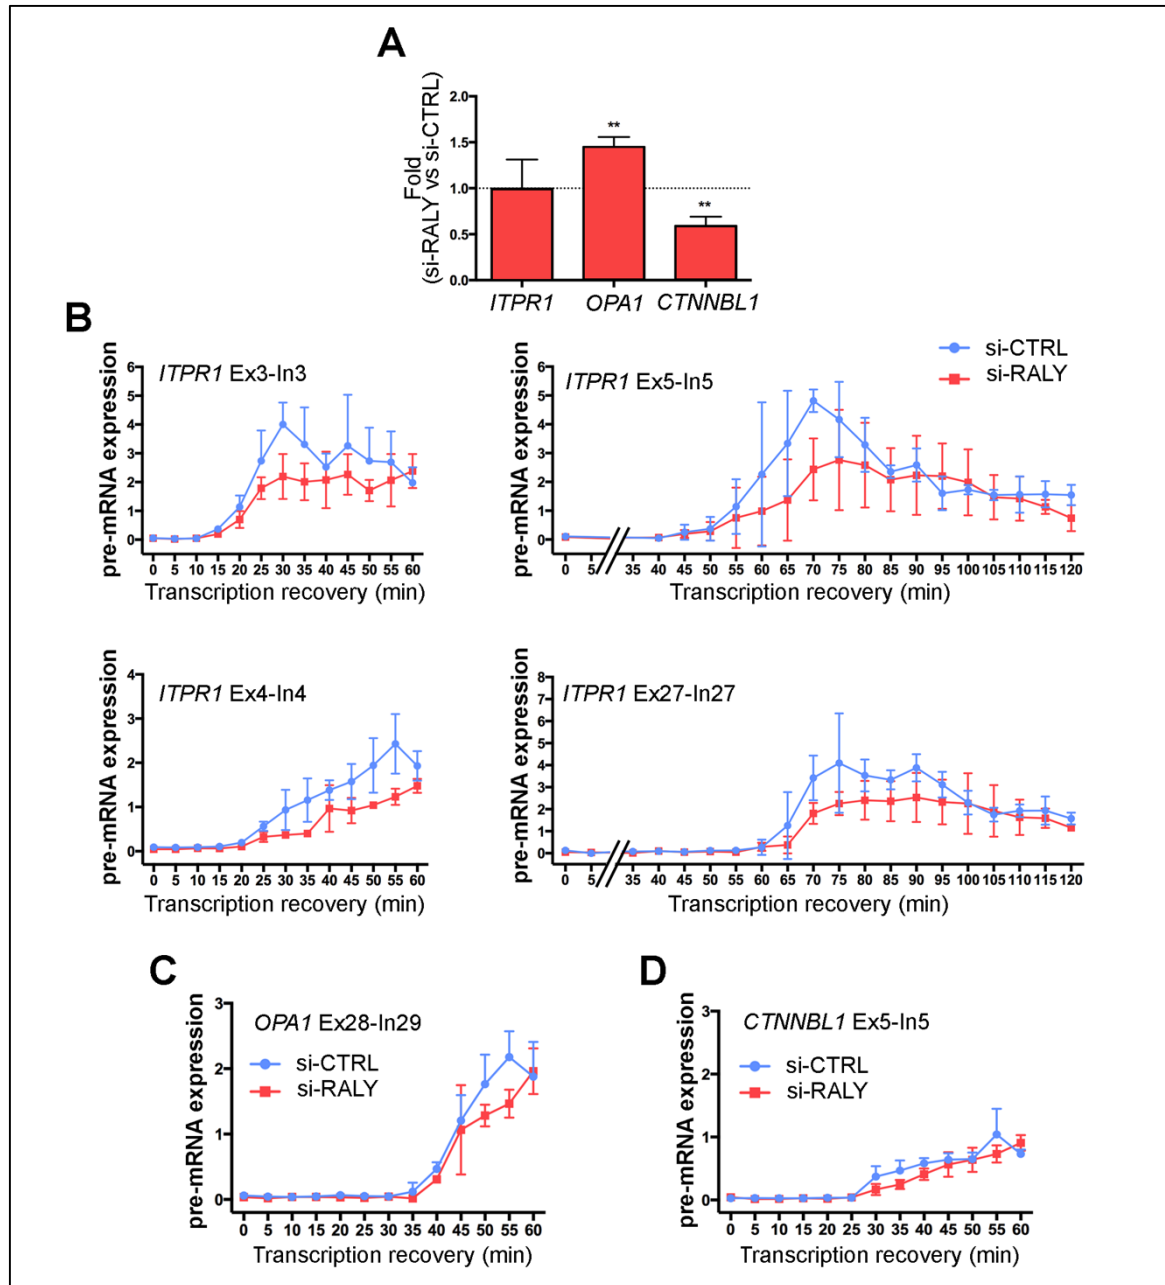 A
Fold
(si-RALY vs si-CTRL)
2.0
1.5
1.0
0.5
0.0
**
**
ITPR1 OPA1 CTNNBL1
B
si-CTRL
si-RALY
ITPR1 Ex3-In3
pre-mRNA expression
6
5
4
3
2
1
0
0 5 10 15 20 25 30 35 40 45 50 55 60
Transcription recovery (min)
ITPR1 Ex5-In5
pre-mRNA expression
6
5
4
3
2
1
0
0 5 35 40 45 50 55 60 65 70 75 80 85 90 95 100 105 110 115 120
Transcription recovery (min)
ITPR1 Ex4-In4
pre-mRNA expression
4
3
2
1
0
0 5 10 15 20 25 30 35 40 45 50 55 60
Transcription recovery (min)
ITPR1 Ex27-In27
pre-mRNA expression
8
7
6
5
4
3
2
1
0
0 5 35 40 45 50 55 60 65 70 75 80 85 90 95 100 105 110 115 120
Transcription recovery (min)
C
OPA1 Ex28-In29
si-CTRL
si-RALY
pre-mRNA expression
3
2
1
0
0 5 10 15 20 25 30 35 40 45 50 55 60
Transcription recovery (min)
D
CTNNBL1 Ex5-In5
si-CTRL
si-RALY
pre-mRNA expression
3
2
1
0
0 5 10 15 20 25 30 35 40 45 50 55 60
Transcription recovery (min)